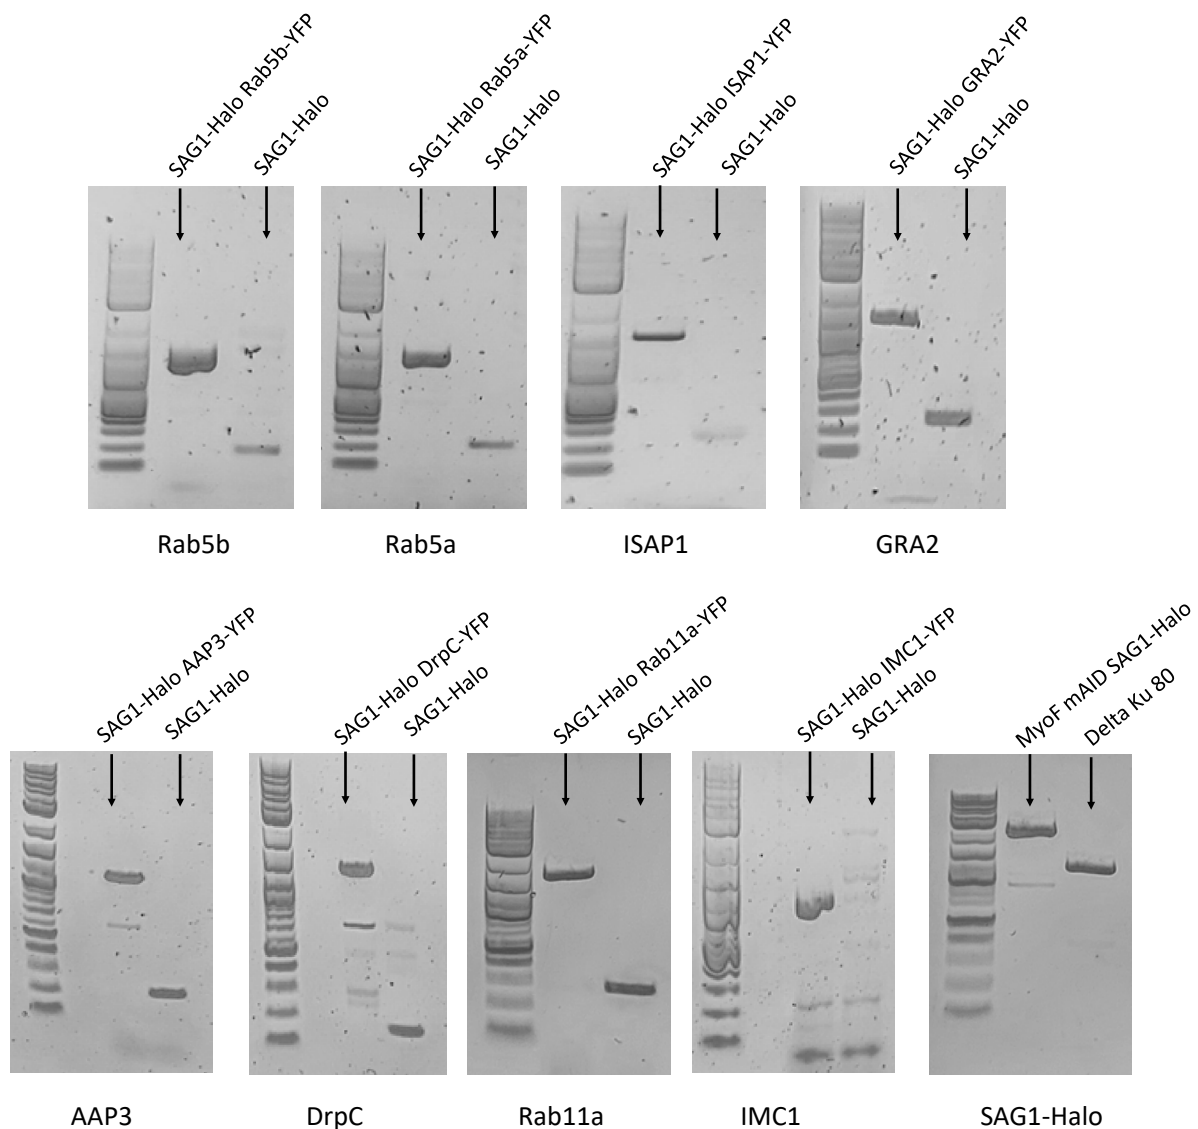 SAG1-Halo Rab5b-YFP
SAG1-Halo
SAG1-Halo Rab5a-YFP
SAG1-Halo
SAG1-Halo ISAP1-YFP
SAG1-Halo
SAG1-Halo GRA2-YFP
SAG1-Halo
Rab5b
Rab5a
ISAP1
GRA2
SAG1-Halo AAP3-YFP
SAG1-Halo
SAG1-Halo DrpC-YFP
SAG1-Halo
SAG1-Halo Rab11a-YFP
SAG1-Halo
SAG1-Halo IMC1-YFP
SAG1-Halo
MyoF mAID SAG1-Halo
Delta Ku 80
AAP3
DrpC
Rab11a
IMC1
SAG1-Halo